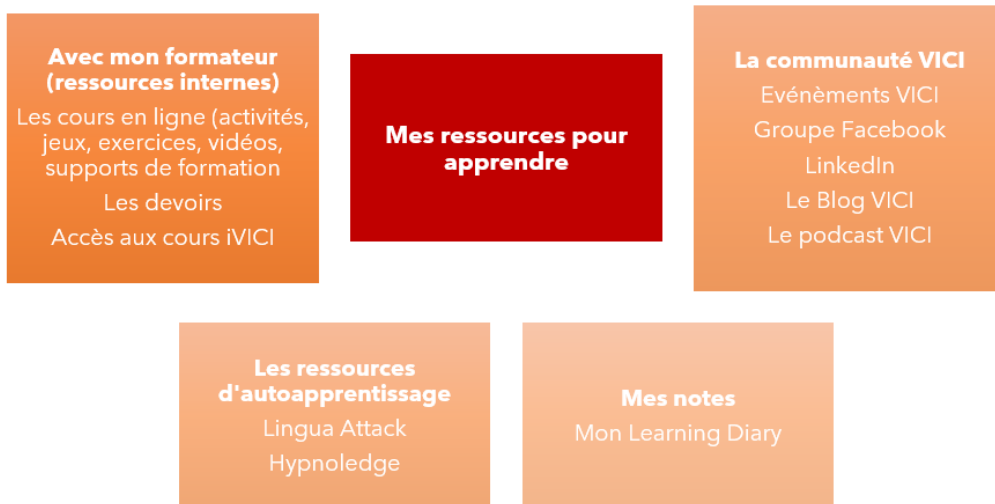 Avec mon formateur
(ressources internes)
Les cours en ligne (activités,
jeux, exercices, vidéos,
supports de formation
Les devoirs
Accès aux cours iVICI
Mes ressources pour
apprendre
La communauté VICI
Evénèments VICI
Groupe Facebook
LinkedIn
Le Blog VICI
Le podcast VICI
Les ressources
d'autoapprentissage
Lingua Attack
Hypnoledge
Mes notes
Mon Learning Diary